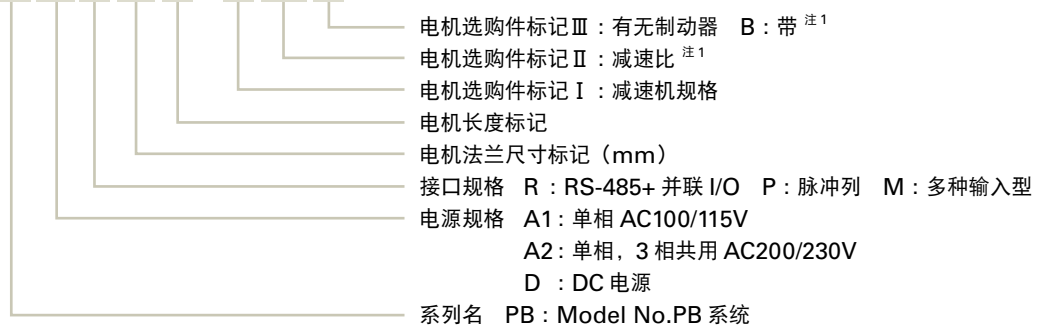 电机选购件标记Ⅲ：有无制动器 B：带 注1
电机选购件标记Ⅱ：减速比 注1
电机选购件标记Ⅰ：减速机规格
电机长度标记
电机法兰尺寸标记（mm）
接口规格 R：RS-485+ 并联 I/O P：脉冲列 M：多种输入型
电源规格 A1：单相 AC100/115V
A2：单相，3 相共用 AC200/230V
D ：DC 电源
系列名 PB：Model No.PB 系统